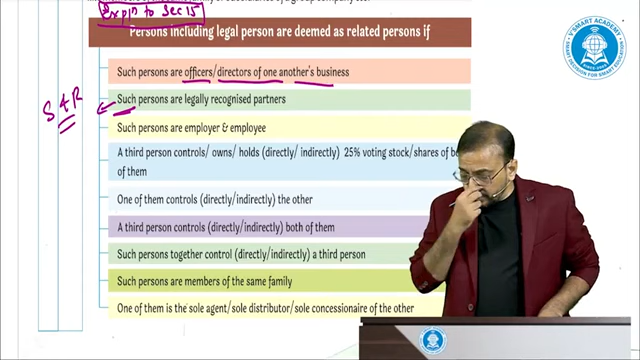 Expn to Sec 15
Persons including legal person are deemed as related persons if
Such persons are officers/directors of one another's business
S & R
Such persons are legally recognised partners
Such persons are employer & employee
A third person controls/ owns/ holds (directly/ indirectly) 25% voting stock/shares of
of them
One of them controls (directly/indirectly) the other
A third person controls (directly/indirectly) both of them
Such persons together control (directly/indirectly) a third person
Such persons are members of the same family
One of them is the sole agent/sole distributor/sole concessionaire of the other
V SMART ACADEMY